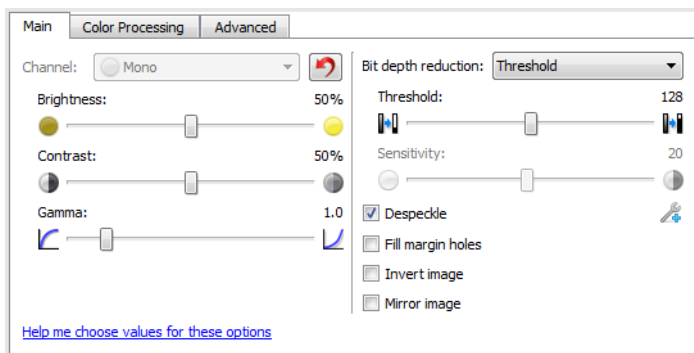 Main Color Processing Advanced
Channel: Mono
Brightness: 50%
Contrast: 50%
Gamma: 1.0
Help me choose values for these options
Bit depth reduction: Threshold
Threshold: 128
Sensitivity: 20
Despeckle
Fill margin holes
Invert image
Mirror image